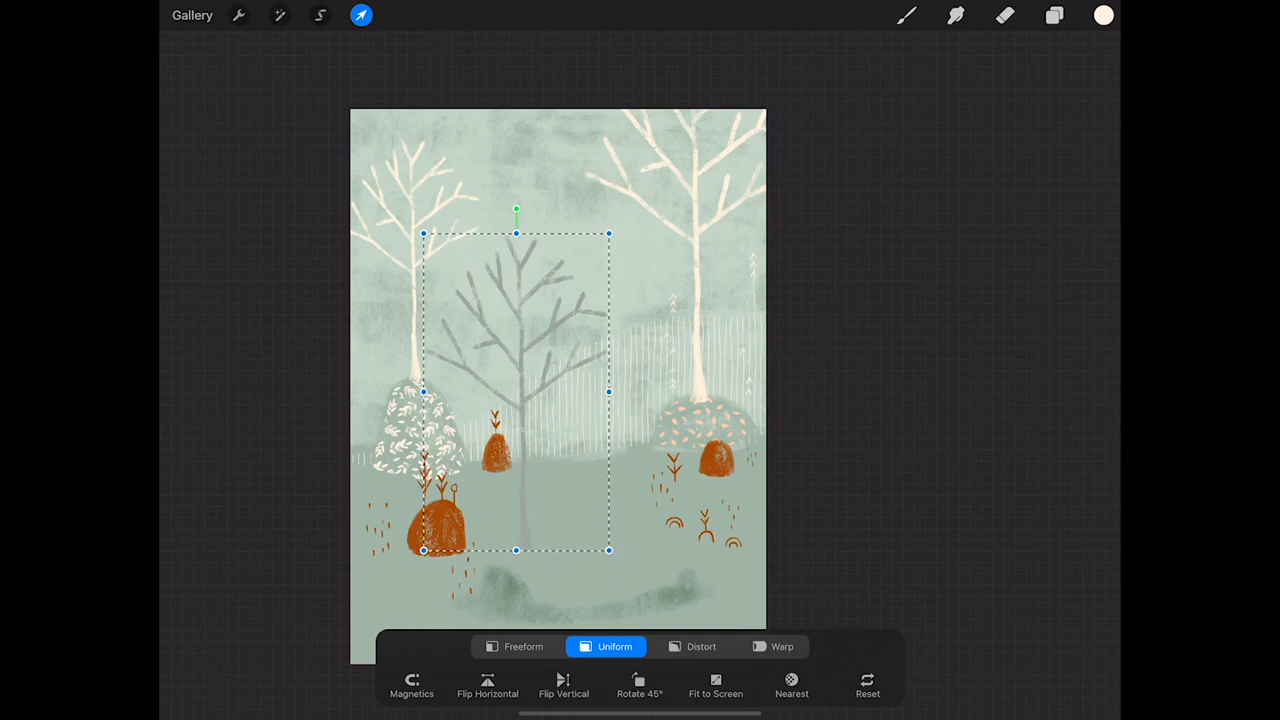 Gallery
Freeform Uniform Distort Warp
Magnetics Flip Horizontal Flip Vertical Rotate 45° Fit to Screen Nearest Reset